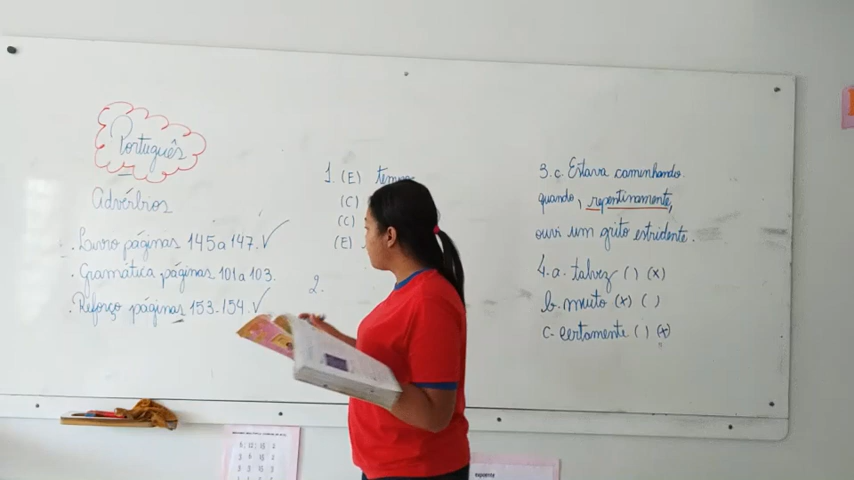 Português
Advérbios
. Livro páginas 145 a 147. ✓
. Gramática páginas 101 a 103.
. Reforço páginas 153-154. ✓
1. (E) tempo
(C)
(C)
(E)
2.
3. c Estava caminhando
quando, repentinamente,
ouvi um grito estridente.
4. a. talvez ( ) (x)
b. muito (x) ( )
c- certamente ( ) (x)